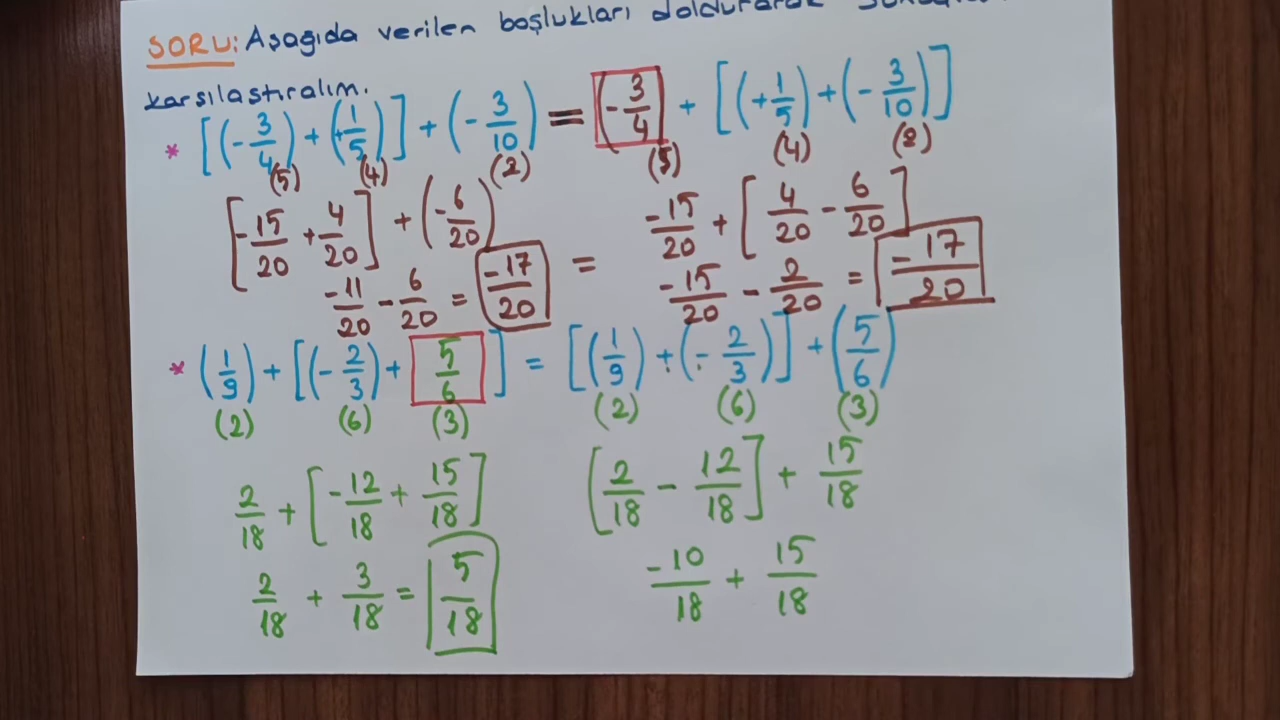 SORU: Aşağıda verilen boşlukları doldurarak
karşılaştıralım.
* [(-3/4) + (+1/5)] + (-3/10) = (-3/4) + [(+1/5) + (-3/10)]
(5) (4) (2) (5) (4) (2)
[-15/20 + 4/20] + (-6/20) -15/20 + [4/20 - 6/20]
-11/20 - 6/20 = -17/20 = -15/20 - 2/20 = -17/20
* (1/9) + [(-2/3) + 5/6] = [(1/9) + (-2/3)] + (5/6)
(2) (6) (3) (2) (6) (3)
2/18 + [-12/18 + 15/18] [2/18 - 12/18] + 15/18
2/18 + 3/18 = 5/18 -10/18 + 15/18